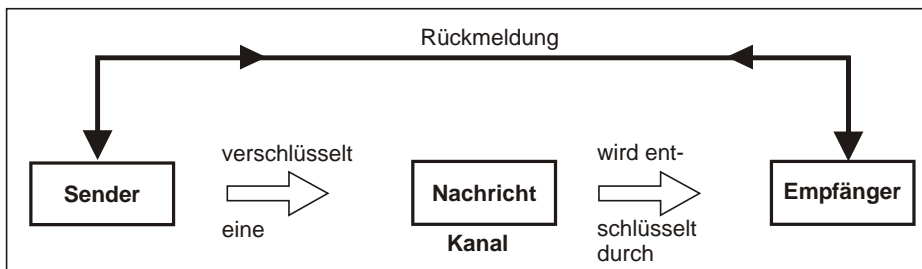 Rückmeldung
verschlüsselt
eine
wird ent-
schlüsselt
durch
Sender
Nachricht
Empfänger
Kanal